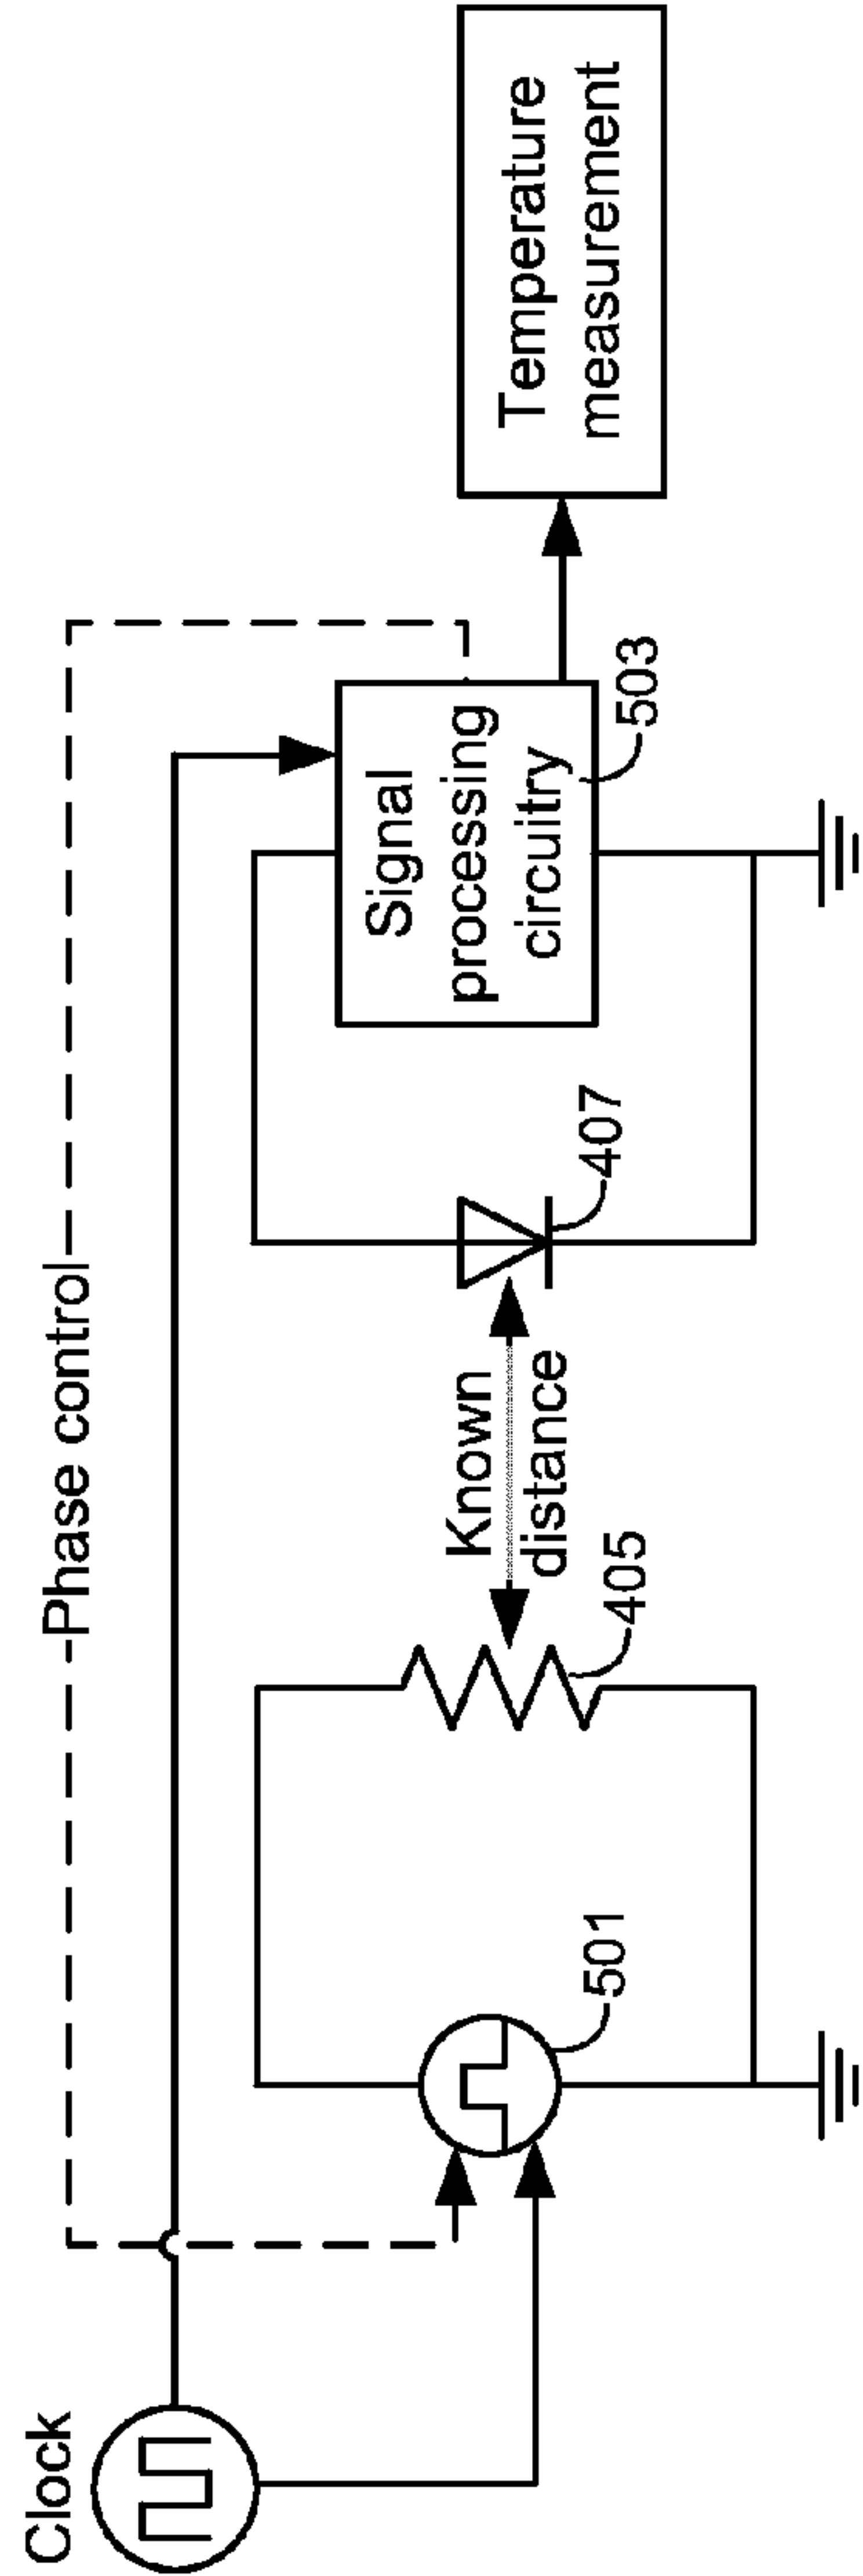 Clock
Phase control
501
405
Known
distance
407
Signal
processing
circuitry
503
Temperature
measurement